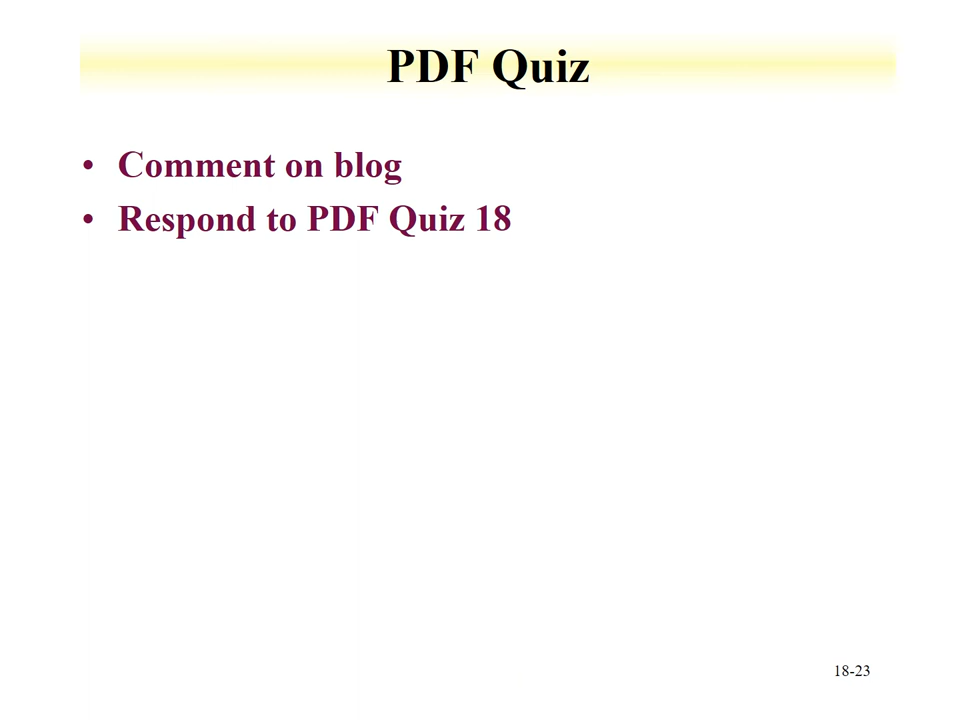 PDF Quiz
• Comment on blog
• Respond to PDF Quiz 18
18-23